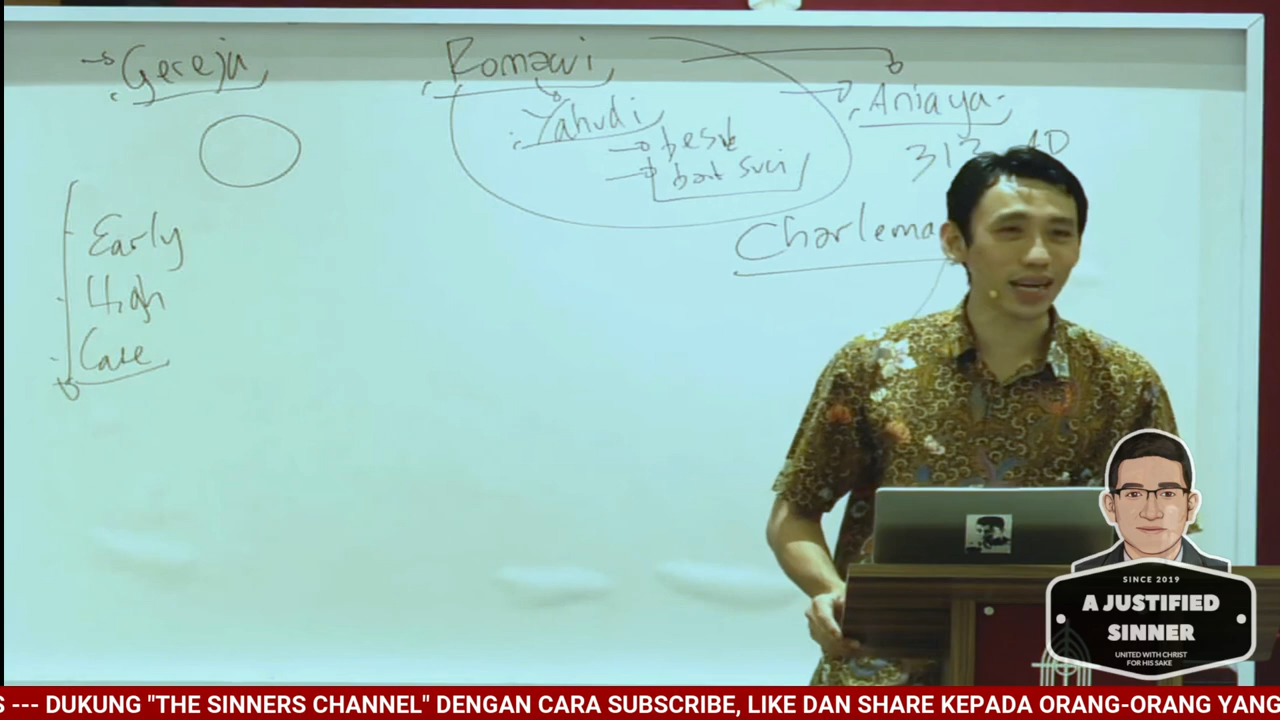 Gereja
Romawi
Yahudi
besar
bait suci
Aniaya
313 AD
Charlema
Early
High
Late
SINCE 2019
A JUSTIFIED
SINNER
UNITED WITH CHRIST
FOR HIS SAKE
S --- DUKUNG "THE SINNERS CHANNEL" DENGAN CARA SUBSCRIBE, LIKE DAN SHARE KEPADA ORANG-ORANG YANG